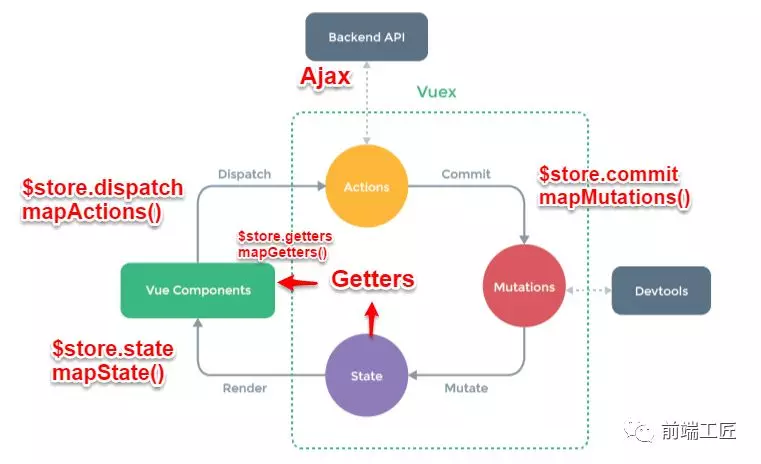 Backend API
Ajax
Vuex
Dispatch
Actions
Commit
$store.dispatch
mapActions()
$store.commit
mapMutations()
$store.getters
mapGetters()
Vue Components
Getters
Mutations
Devtools
$store.state
mapState()
State
Render
Mutate
前端工匠